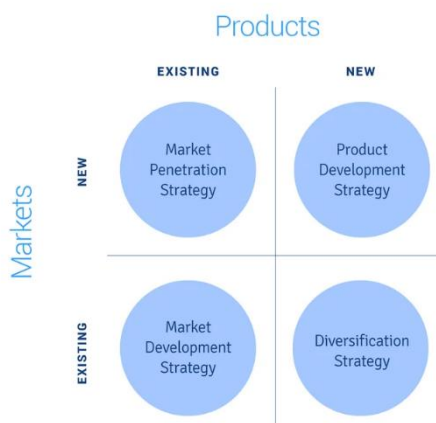 Products
EXISTING NEW
Markets
NEW
Market
Penetration
Strategy
Product
Development
Strategy
EXISTING
Market
Development
Strategy
Diversification
Strategy